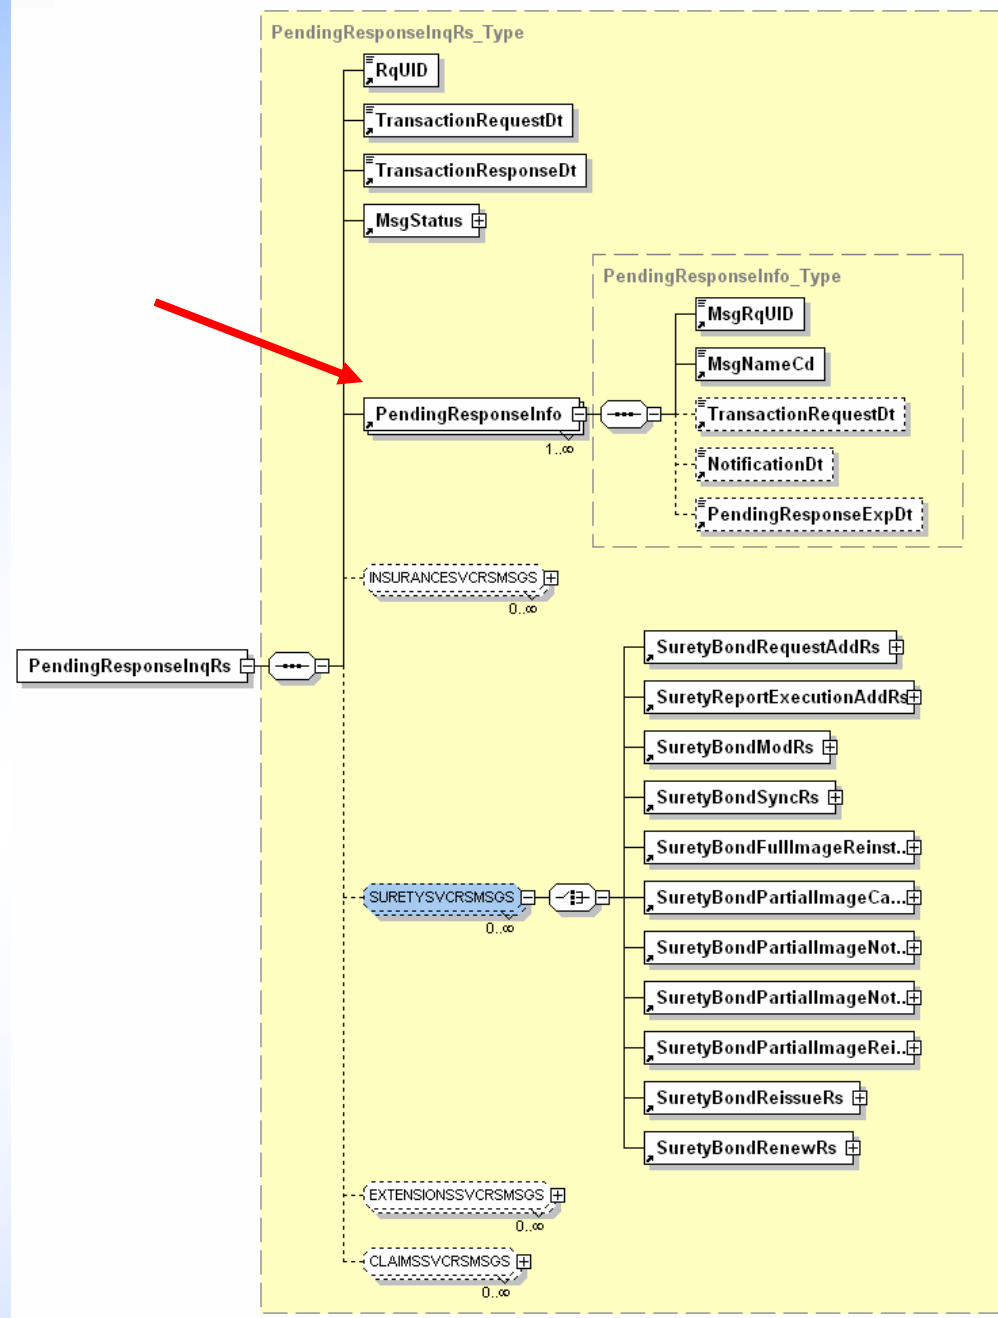 PendingResponseInqRs_Type
RqUID
TransactionRequestDt
TransactionResponseDt
MsgStatus
PendingResponseInfo_Type
MsgRqUID
MsgNameCd
PendingResponseInfo
1..∞
TransactionRequestDt
NotificationDt
PendingResponseExpDt
INSURANCESVCRSMSGS
0..∞
PendingResponseInqRs
SuretyBondRequestAddRs
SuretyReportExecutionAddRs
SuretyBondModRs
SuretyBondSyncRs
SuretyBondFullImageReinst..
SURETYSVCRSMSGS
0..∞
SuretyBondPartialImageCa...
SuretyBondPartialImageNot..
SuretyBondPartialImageNot..
SuretyBondPartialImageRei..
SuretyBondReissueRs
SuretyBondRenewRs
EXTENSIONSSVCRSMSGS
0..∞
CLAIMSSVCRSMSGS
0..∞